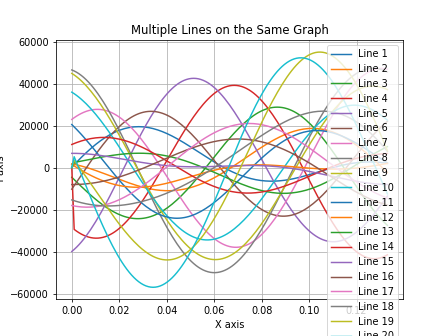 Multiple Lines on the Same Graph
60000
40000
20000
0
−20000
−40000
−60000
0.00
0.02
0.04
0.06
0.08
0.10
X axis
Line 1
Line 2
Line 3
Line 4
Line 5
Line 6
Line 7
Line 8
Line 9
Line 10
Line 11
Line 12
Line 13
Line 14
Line 15
Line 16
Line 17
Line 18
Line 19
Line 20